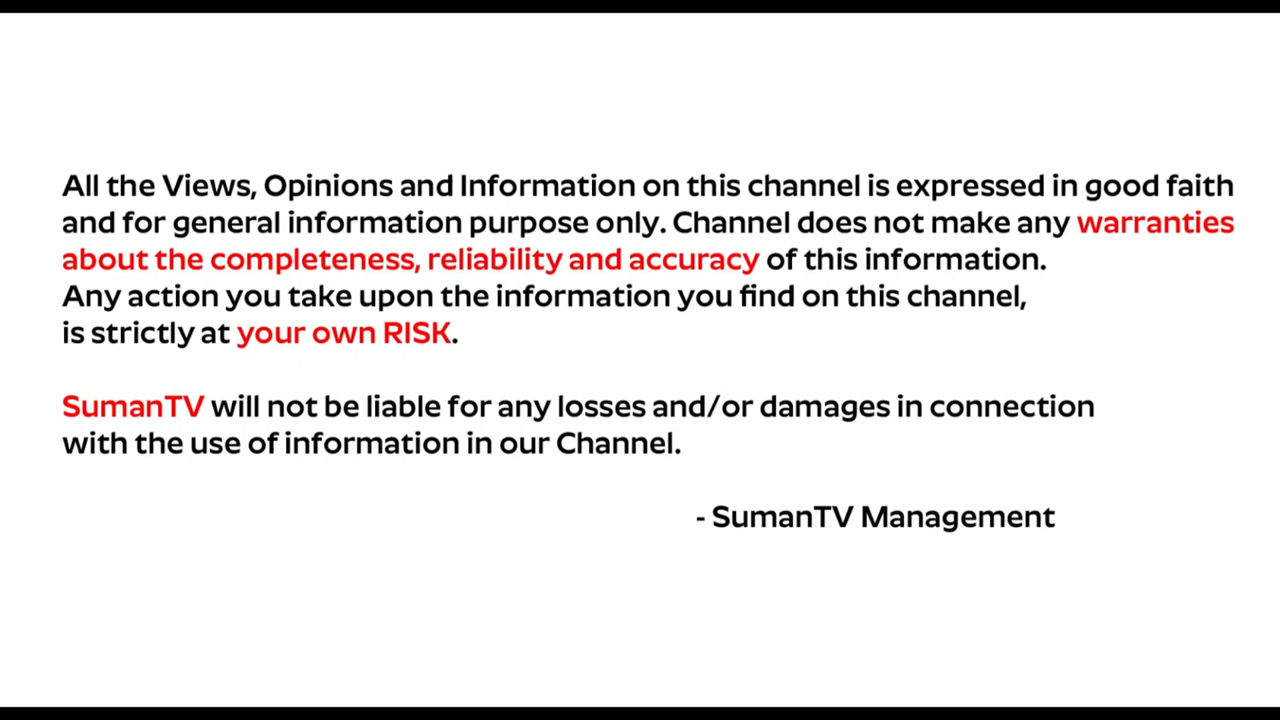 All the Views, Opinions and Information on this channel is expressed in good faith
and for general information purpose only. Channel does not make any warranties
about the completeness, reliability and accuracy of this information.
Any action you take upon the information you find on this channel,
is strictly at your own RISK.
SumanTV will not be liable for any losses and/or damages in connection
with the use of information in our Channel.
- SumanTV Management